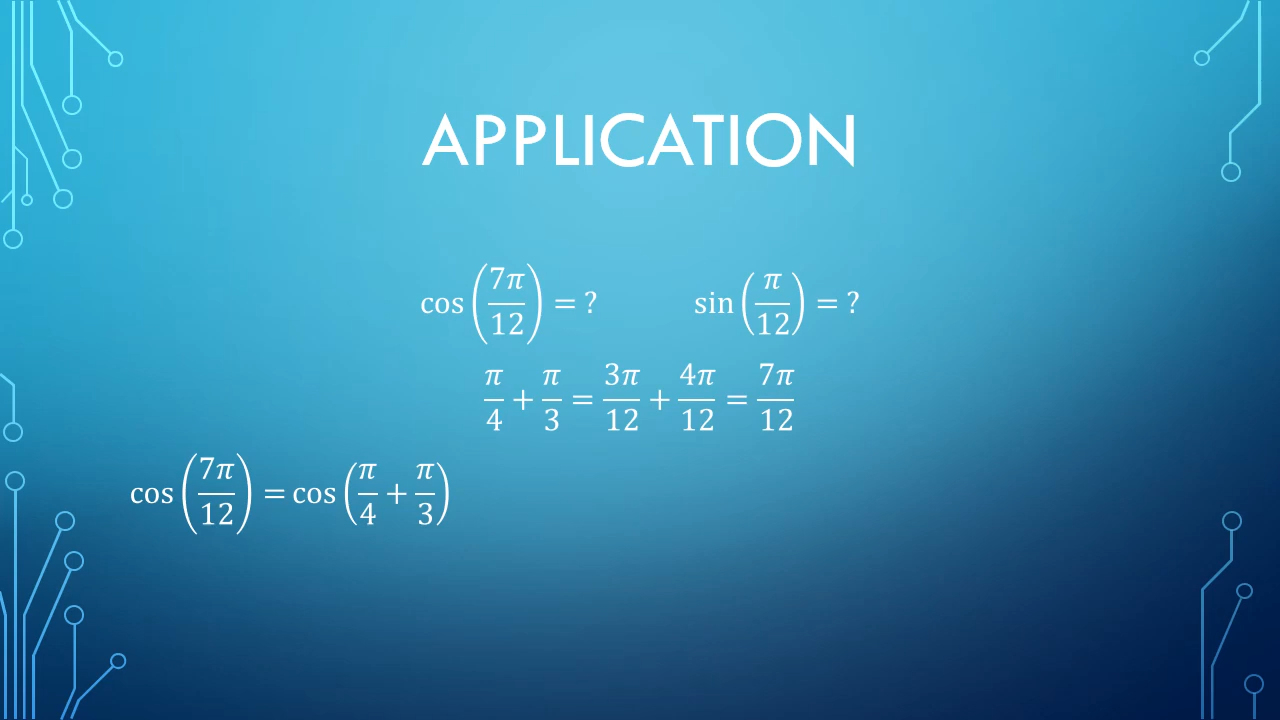 APPLICATION
cos(7π/12) = ? sin(π/12) = ?
π/4 + π/3 = 3π/12 + 4π/12 = 7π/12
cos(7π/12) = cos(π/4 + π/3)